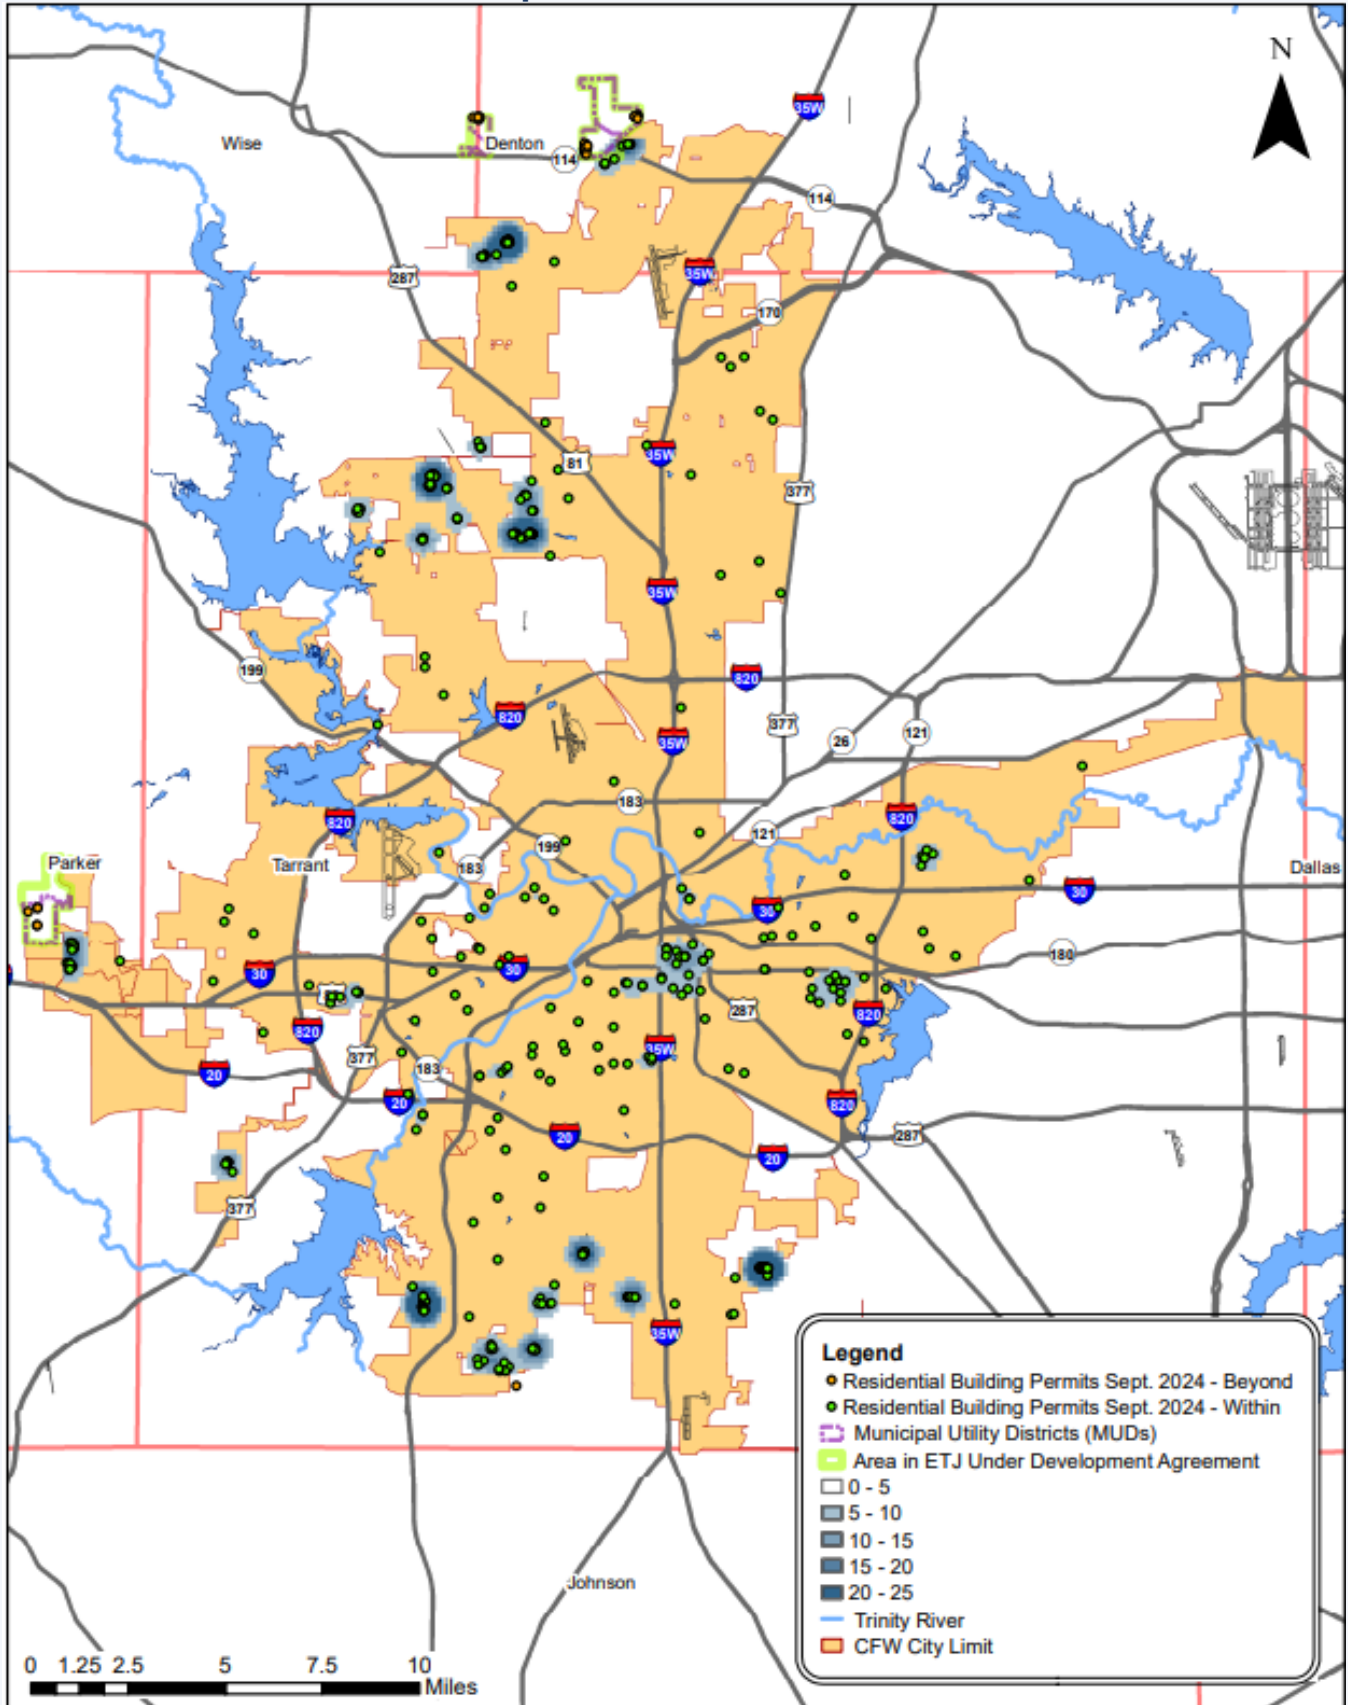 N
35W
Wise
Denton
114
114
287
35W
170
35W
81
377
35W
199
820
820
377
35W
26
121
183
820
820
121
199
183
Parker
Tarrant
Dallas
30
30
180
30
30
287
820
820
35W
377
183
20
20
820
287
20
20
377
35W
Legend
Residential Building Permits Sept. 2024 - Beyond
Residential Building Permits Sept. 2024 - Within
Municipal Utility Districts (MUDs)
Area in ETJ Under Development Agreement
0 - 5
5 - 10
10 - 15
15 - 20
20 - 25
Trinity River
CFW City Limit
Johnson
0 1.25 2.5 5 7.5 10
Miles